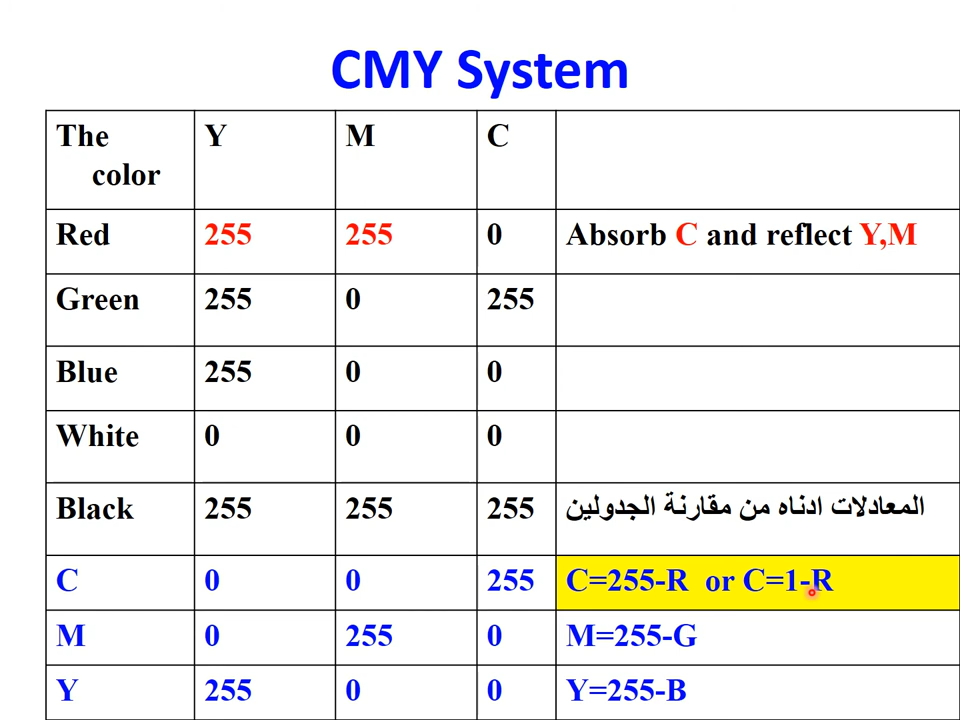 CMY System
The color Y M C
Red 255 255 0 Absorb C and reflect Y,M
Green 255 0 255
Blue 255 0 0
White 0 0 0
Black 255 255 255 المعادلات ادناه من مقارنة الجدولين
C 0 0 255 C=255-R or C=1-R
M 0 255 0 M=255-G
Y 255 0 0 Y=255-B